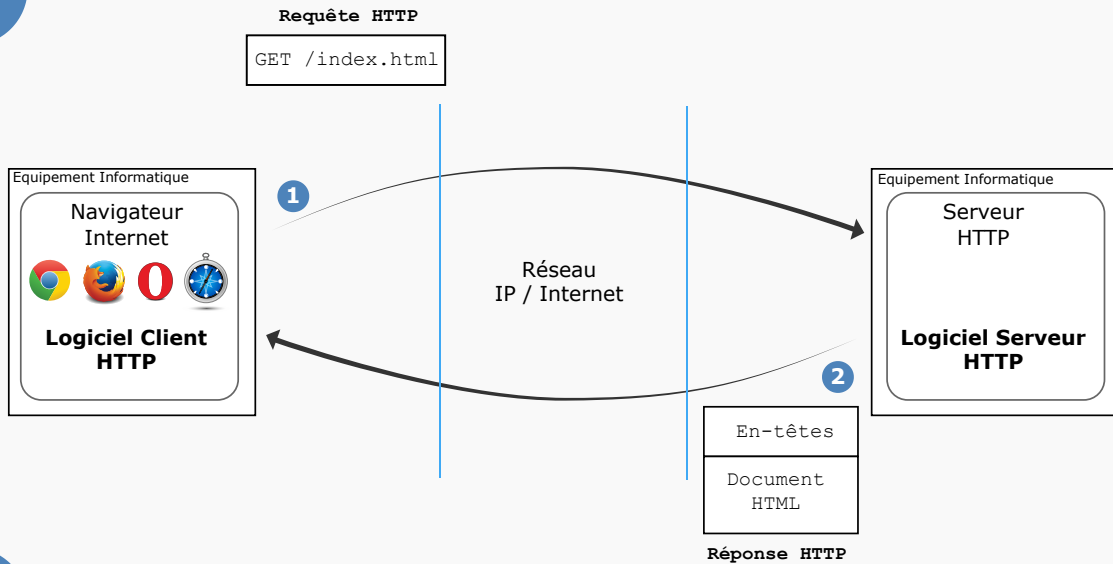 Requête HTTP
GET /index.html
Equipement Informatique
Navigateur
Internet
Logiciel Client
HTTP
1
Réseau
IP / Internet
Equipement Informatique
Serveur
HTTP
Logiciel Serveur
HTTP
2
En-têtes
Document
HTML
Réponse HTTP